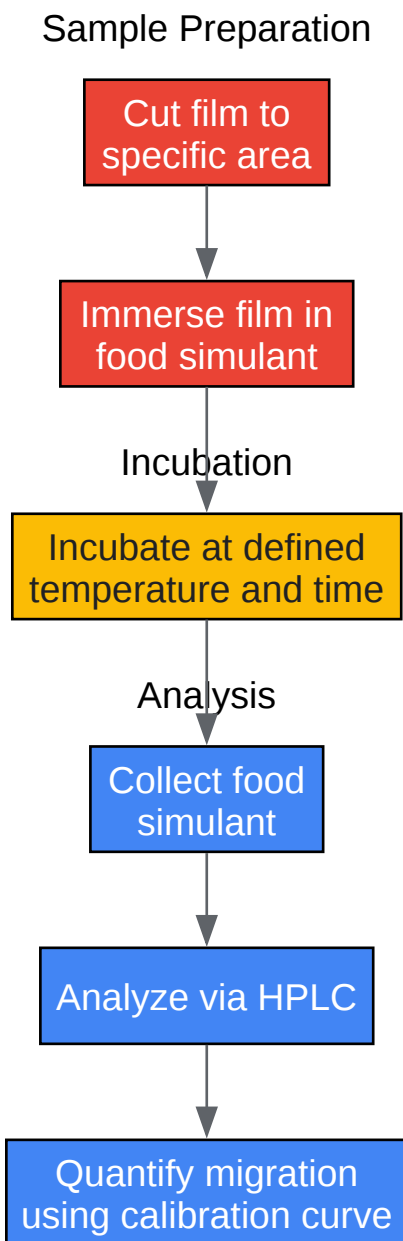 Sample Preparation
Cut film to
specific area
Immerse film in
food simulant
Incubation
Incubate at defined
temperature and time
Analysis
Collect food
simulant
Analyze via HPLC
Quantify migration
using calibration curve